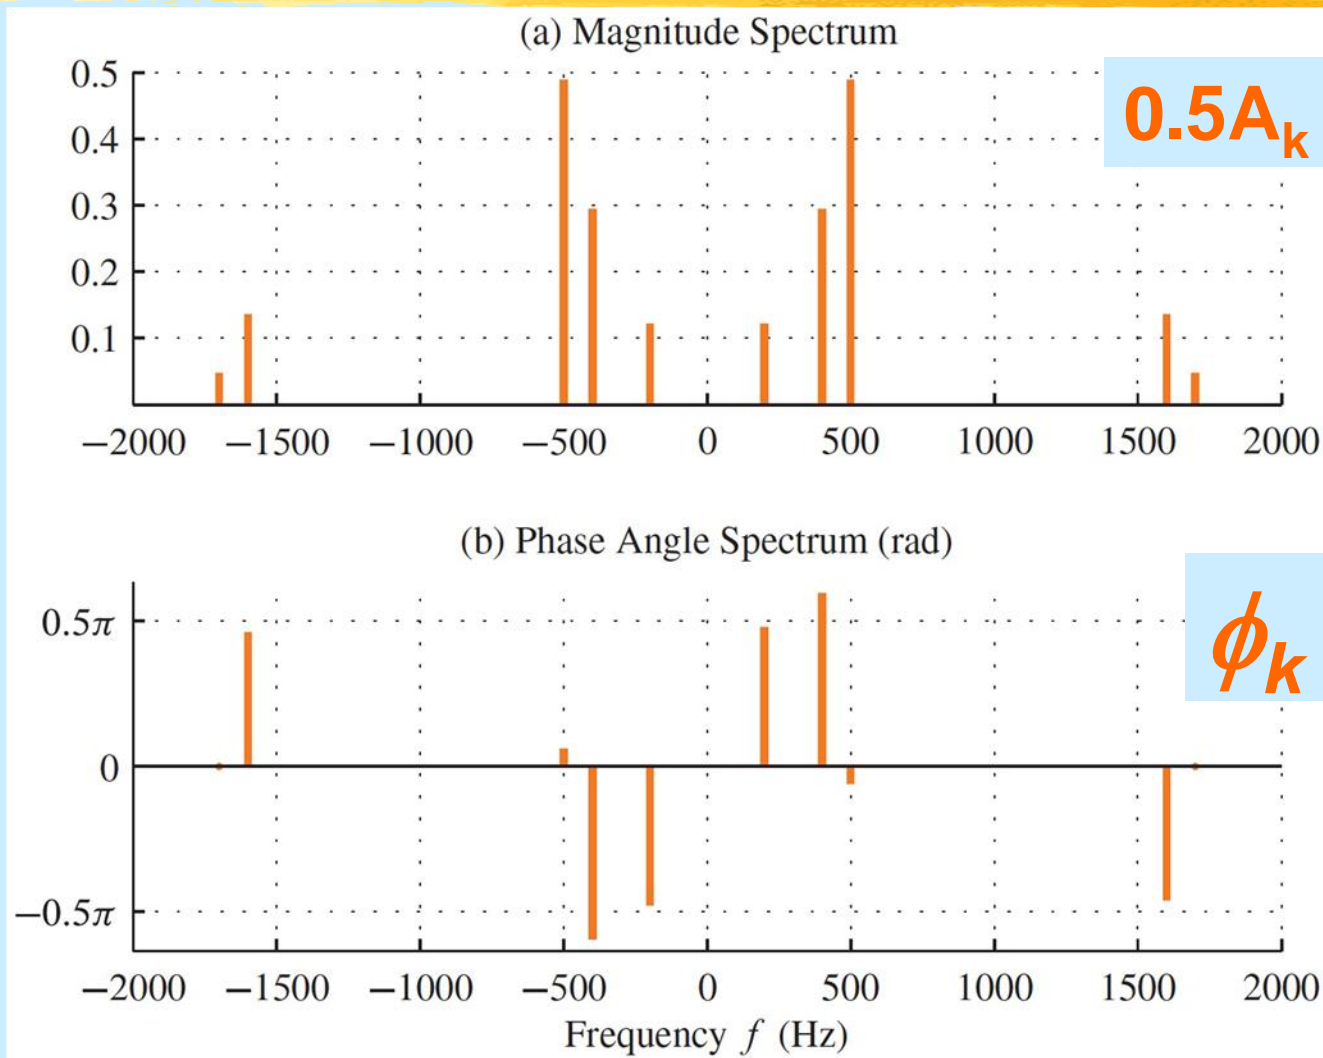 (a) Magnitude Spectrum
0.5A_k
0.5
0.4
0.3
0.2
0.1
−2000 −1500 −1000 −500 0 500 1000 1500 2000
(b) Phase Angle Spectrum (rad)
ϕ_k
0.5π
0
−0.5π
−2000 −1500 −1000 −500 0 500 1000 1500 2000
Frequency f (Hz)